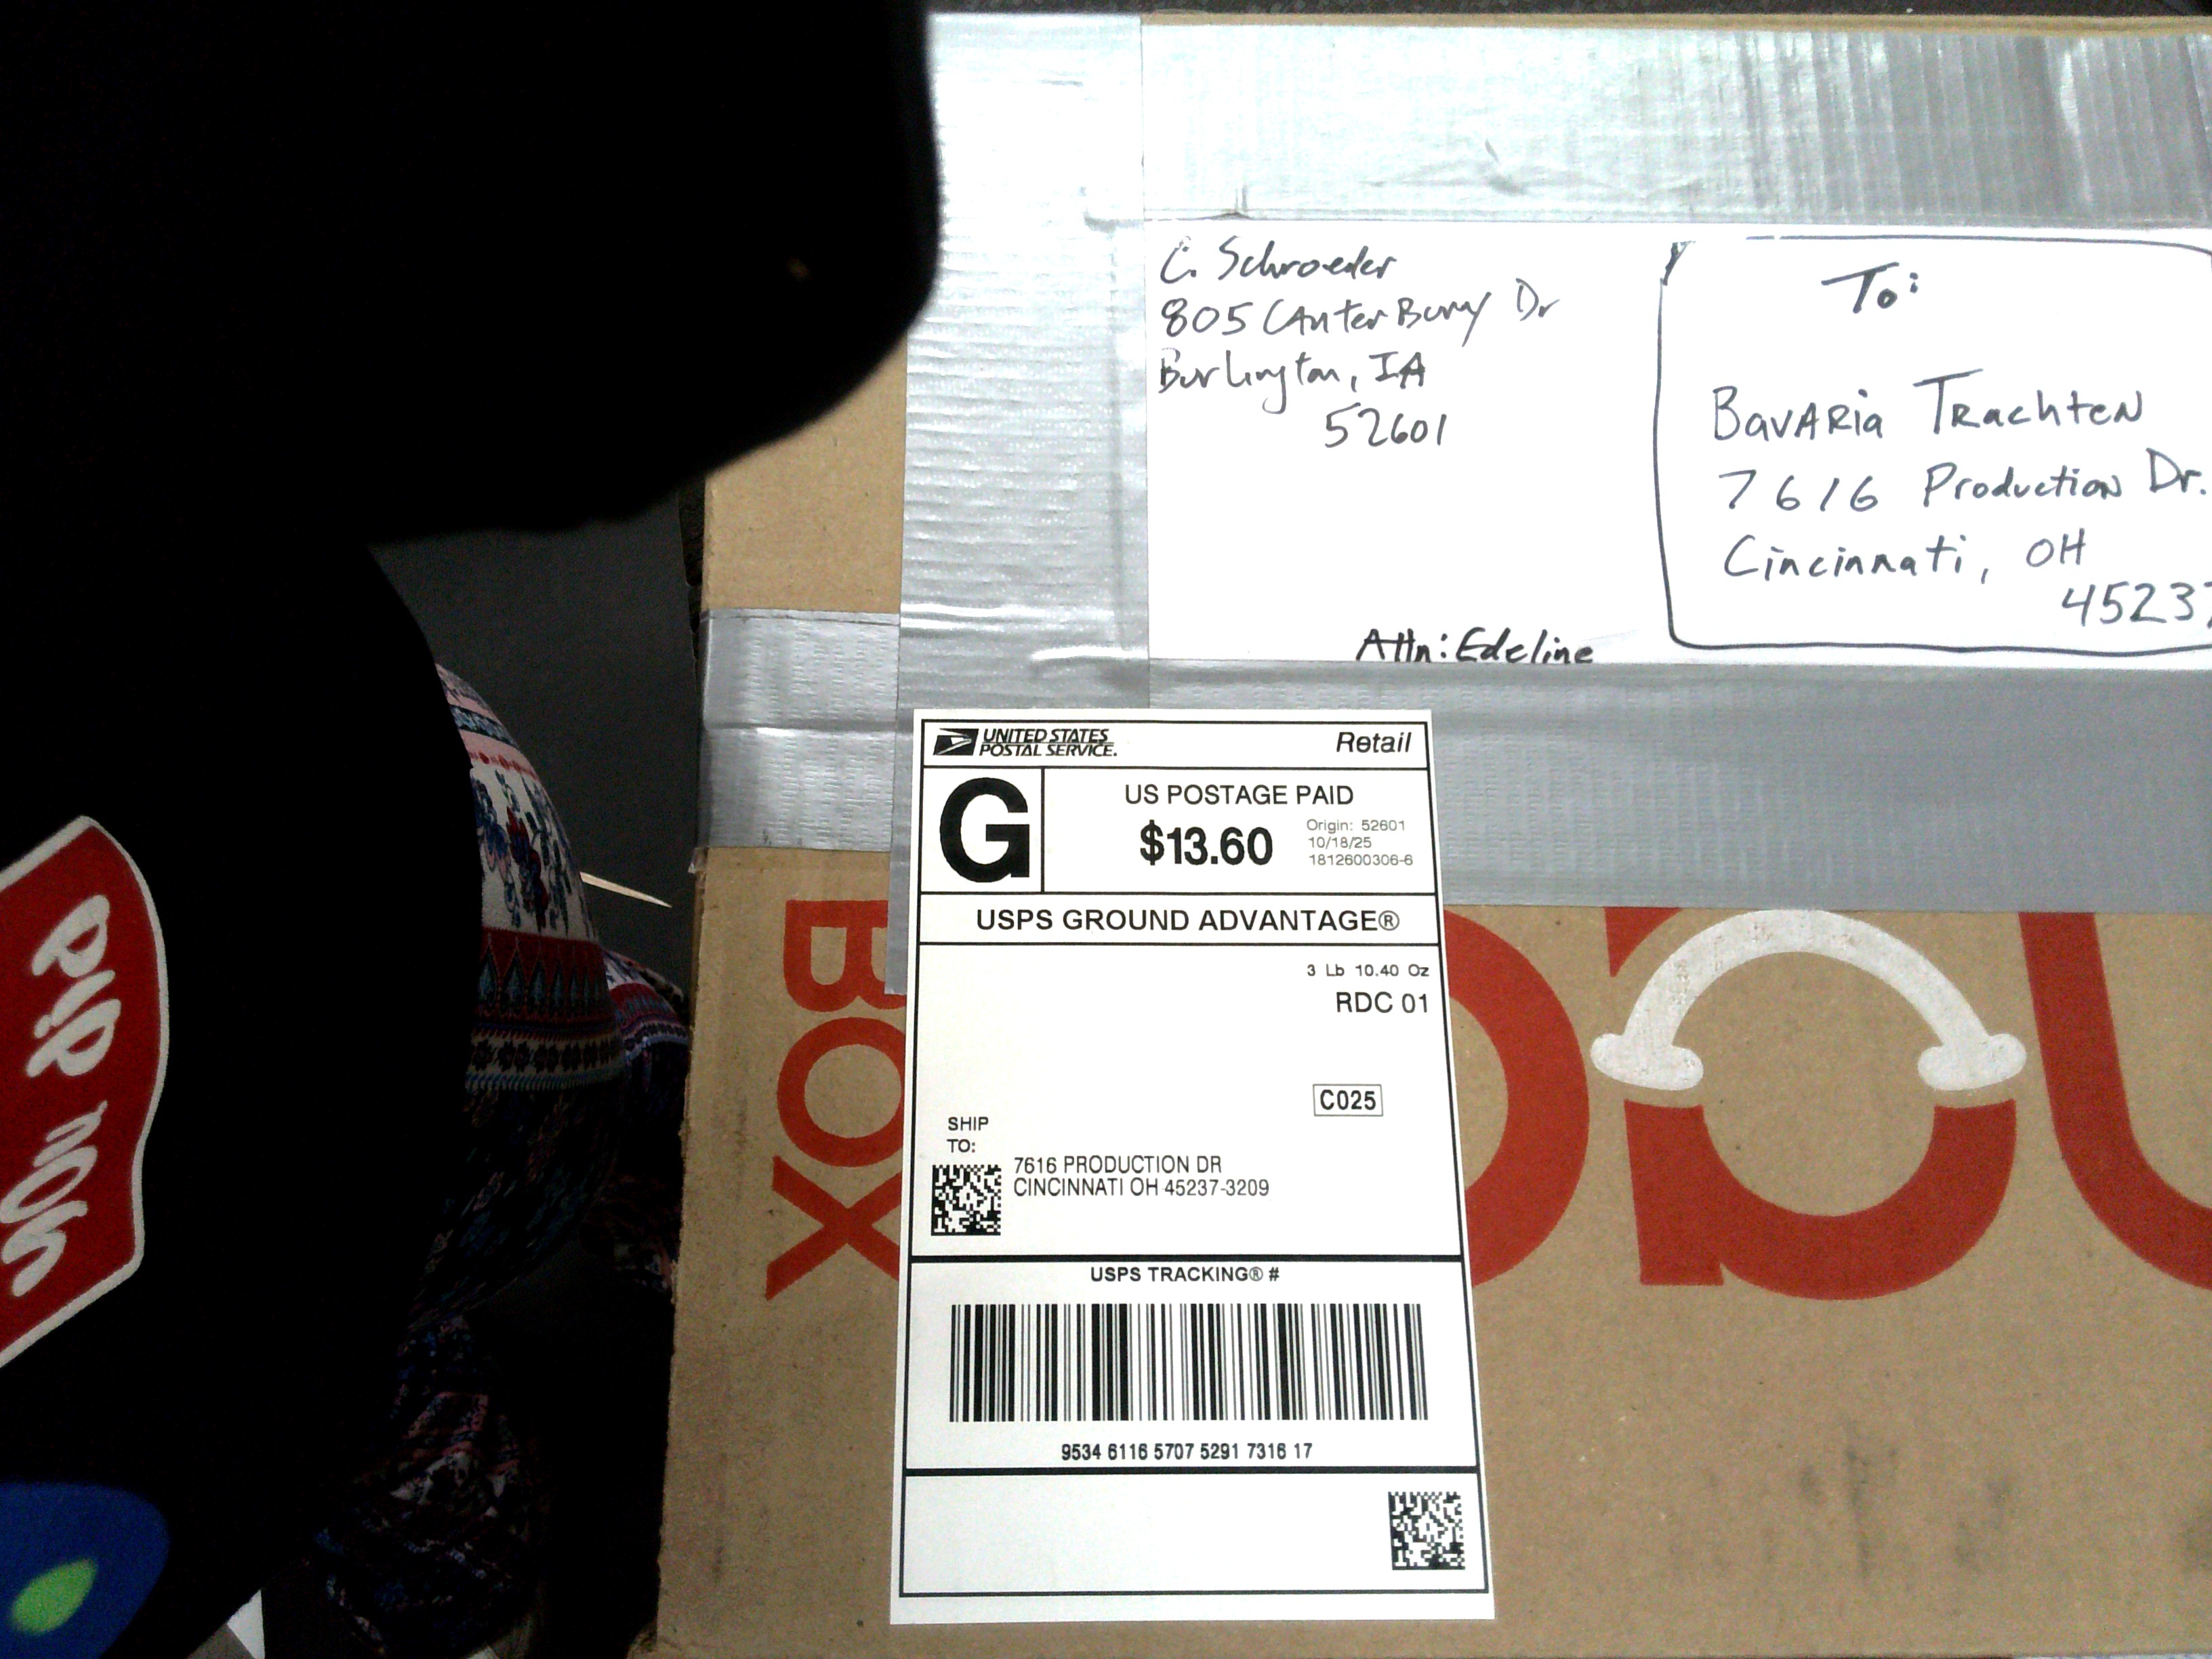 C. Schroeder
805 CanterBury Dr
Burlington, IA
52601
To:
BavARia TRachteN
7616 Production Dr.
Cincinnati, OH
45237
Attn: Edeline
UNITED STATES
POSTAL SERVICE.
Retail
G
US POSTAGE PAID
$13.60
Origin: 52601
10/18/25
1812600306-6
USPS GROUND ADVANTAGE®
3 Lb 10.40 Oz
RDC 01
C025
SHIP
TO:
7616 PRODUCTION DR
CINCINNATI OH 45237-3209
USPS TRACKING® #
9534 6116 5707 5291 7316 17
BOX